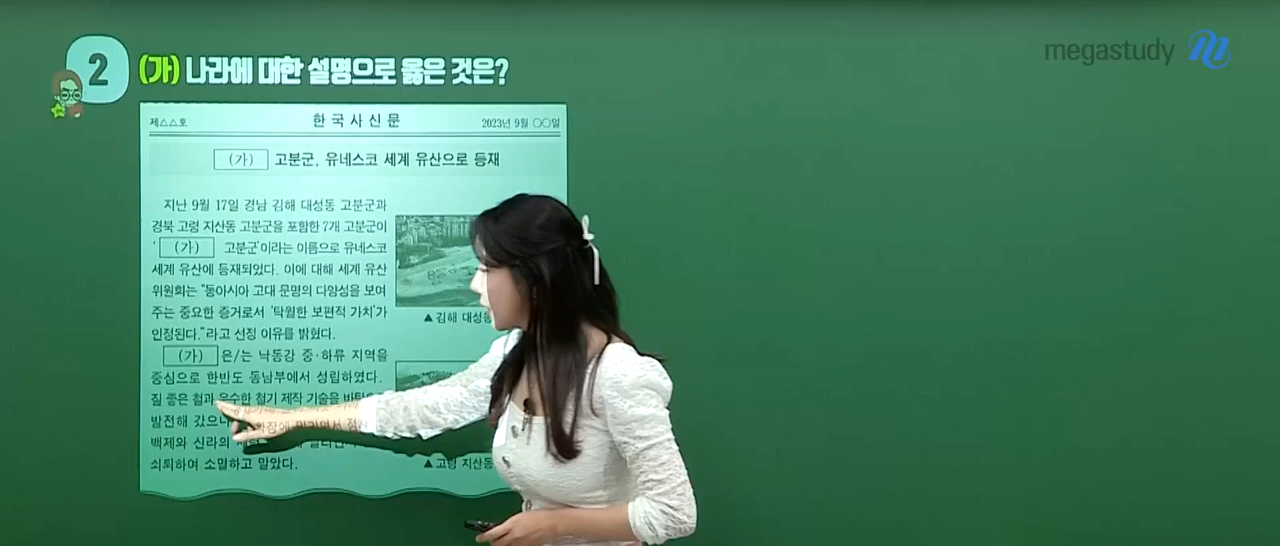 megastudy
2
(가) 나라에 대한 설명으로 옳은 것은?
제△△호 한국사신문 2023년 9월 ○○일
(가) 고분군, 유네스코 세계 유산으로 등재
지난 9월 17일 경남 김해 대성동 고분군과
경북 고령 지산동 고분군을 포함한 7개 고분군이
'(가) 고분군'이라는 이름으로 유네스코
세계 유산에 등재되었다. 이에 대해 세계 유산
위원회는 "동아시아 고대 문명의 다양성을 보여
주는 중요한 증거로서 '탁월한 보편적 가치'가
인정된다."라고 선정 이유를 밝혔다.
(가) 은/는 낙동강 중·하류 지역을
중심으로 한반도 동남부에서 성립하였다.
질 좋은 철과 우수한 철기 제작 기술을
발전해
백제와 신라의
쇠퇴하여 소멸하고 말았다.
▲김해 대성동
▲고령 지산동